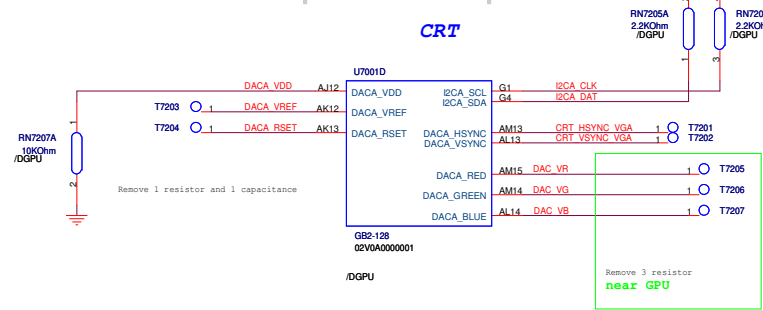 CRT
RN7205A
2.2KOhm
/DGPU
1
RN720
2.2KOh
/DGPU
3
U7001D
DACA_VDD AJ12 DACA_VDD I2CA_SCL G1 I2CA_CLK
I2CA_SDA G4 I2CA_DAT
T7203 1 DACA_VREF AK12 DACA_VREF
T7204 1 DACA_RSET AK13 DACA_RSET DACA_HSYNC AM13 CRT_HSYNC_VGA 1 T7201
DACA_VSYNC AL13 CRT_VSYNC_VGA 1 T7202
1
RN7207A
10KOhm
/DGPU
2
DACA_RED AM15 DAC_VR 1 T7205
Remove 1 resistor and 1 capacitance
DACA_GREEN AM14 DAC_VG 1 T7206
DACA_BLUE AL14 DAC_VB 1 T7207
GB2-128
02V0A0000001
/DGPU
Remove 3 resistor
near GPU